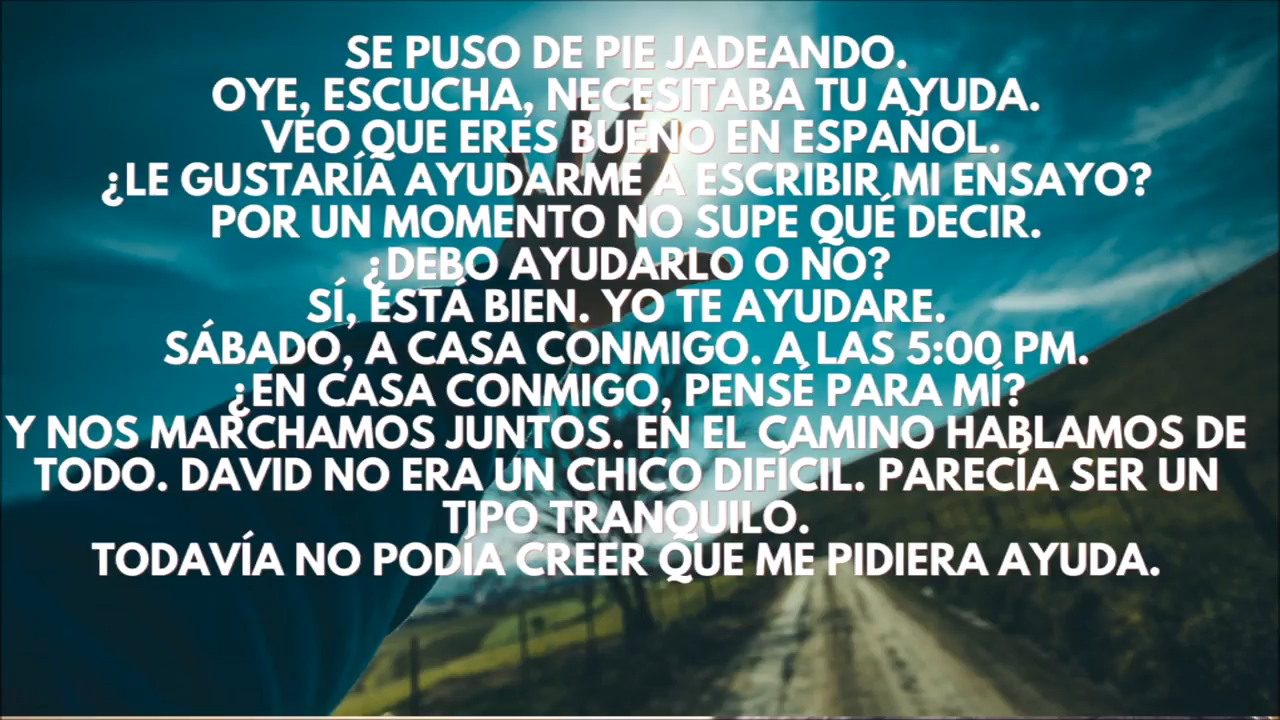 SE PUSO DE PIE JADEANDO.
OYE, ESCUCHA, NECESITABA TU AYUDA.
VEO QUE ERES BUENO EN ESPAÑOL.
¿LE GUSTARÍA AYUDARME A ESCRIBIR MI ENSAYO?
POR UN MOMENTO NO SUPE QUÉ DECIR.
¿DEBO AYUDARLO O NO?
SÍ, ESTÁ BIEN. YO TE AYUDARE.
SÁBADO, A CASA CONMIGO. A LAS 5:00 PM.
¿EN CASA CONMIGO, PENSÉ PARA MÍ?
Y NOS MARCHAMOS JUNTOS. EN EL CAMINO HABLAMOS DE
TODO. DAVID NO ERA UN CHICO DIFÍCIL. PARECÍA SER UN
TIPO TRANQUILO.
TODAVÍA NO PODÍA CREER QUE ME PIDIERA AYUDA.